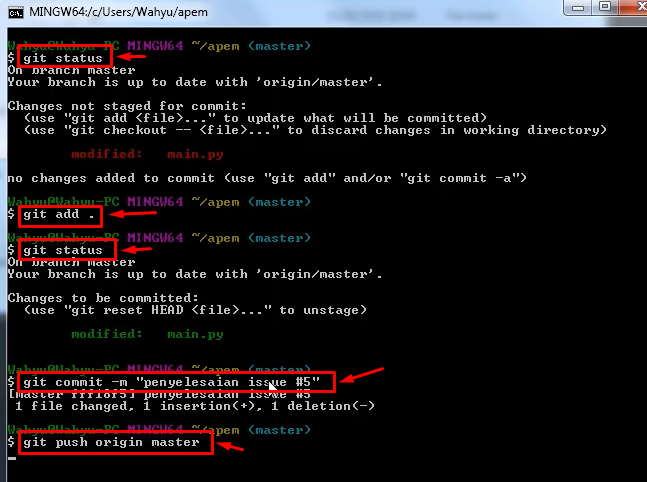 MINGW64:/c/Users/Wahyu/apem
Wahyu@Wahyu-PC MINGW64 ~/apem (master)
$ git status
On branch master
Your branch is up to date with 'origin/master'.
Changes not staged for commit:
(use "git add <file>..." to update what will be committed)
(use "git checkout -- <file>..." to discard changes in working directory)
modified: main.py
no changes added to commit (use "git add" and/or "git commit -a")
Wahyu@Wahyu-PC MINGW64 ~/apem (master)
$ git add .
Wahyu@Wahyu-PC MINGW64 ~/apem (master)
$ git status
On branch master
Your branch is up to date with 'origin/master'.
Changes to be committed:
(use "git reset HEAD <file>..." to unstage)
modified: main.py
Wahyu@Wahyu-PC MINGW64 ~/apem (master)
$ git commit -m "penyelesaian issue #5"
[master fff18f5] penyelesaian issue #5
1 file changed, 1 insertion(+), 1 deletion(-)
Wahyu@Wahyu-PC MINGW64 ~/apem (master)
$ git push origin master